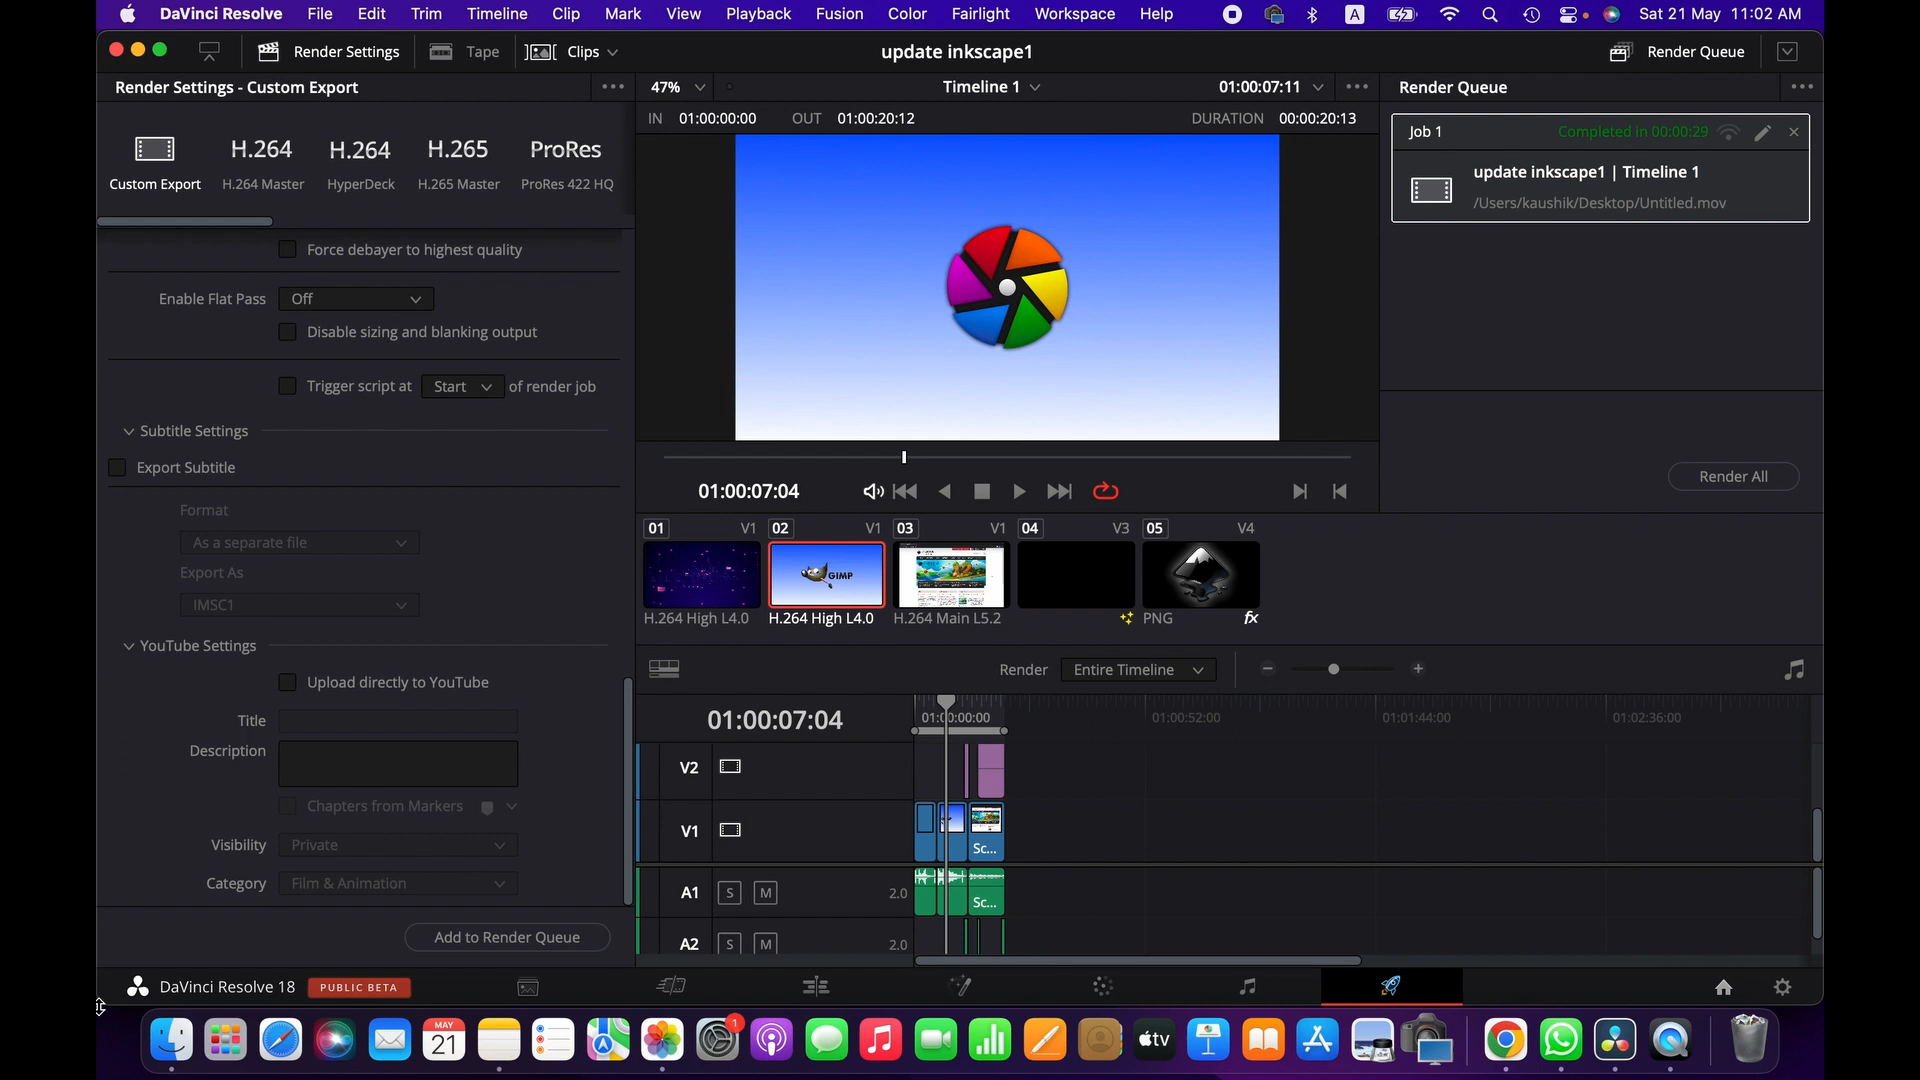 DaVinci Resolve File Edit Trim Timeline Clip Mark View Playback Fusion Color Fairlight Workspace Help A Sat 21 May 11:02 AM
Render Settings Tape Clips update inkscape1 Render Queue
Render Settings - Custom Export 47% Timeline 1 01:00:07:11 Render Queue
IN 01:00:00:00 OUT 01:00:20:12 DURATION 00:00:20:13
Job 1 Completed in 00:00:29
update inkscape1 | Timeline 1
/Users/kaushik/Desktop/Untitled.mov
H.264 H.264 H.265 ProRes
Custom Export H.264 Master HyperDeck H.265 Master ProRes 422 HQ
Force debayer to highest quality
Enable Flat Pass Off
Disable sizing and blanking output
Trigger script at Start of render job
Subtitle Settings
Export Subtitle
Format
As a separate file
Export As
IMSC1
YouTube Settings
Upload directly to YouTube
Title
Description
Chapters from Markers
Visibility Private
Category Film & Animation
Add to Render Queue
Render All
01:00:07:04
01 V1 02 V1 03 V1 04 V3 05 V4
GIMP
H.264 High L4.0 H.264 High L4.0 H.264 Main L5.2 PNG fx
Render Entire Timeline
01:00:07:04 01:00:00:00 01:00:52:00 01:01:44:00 01:02:36:00
V2
V1
Sc...
A1 S M 2.0
Sc...
A2 S M 2.0
DaVinci Resolve 18 PUBLIC BETA
MAY
21
1
tv